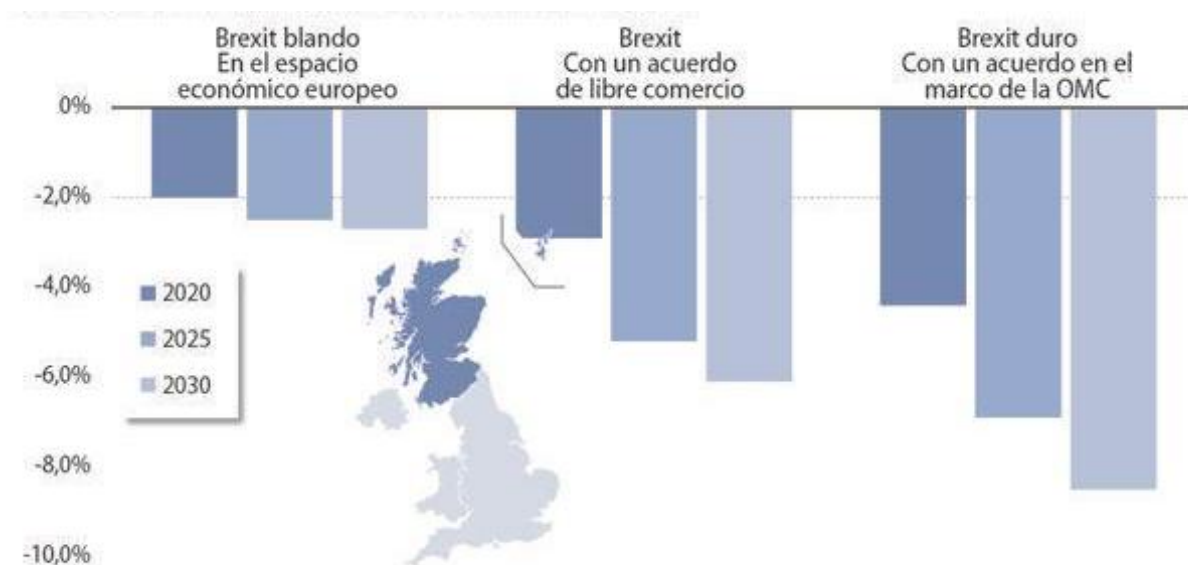 Brexit blando
En el espacio
económico europeo
Brexit
Con un acuerdo
de libre comercio
Brexit duro
Con un acuerdo en el
marco de la OMC
0%
-2,0%
-4,0%
-6,0%
-8,0%
-10,0%
2020
2025
2030